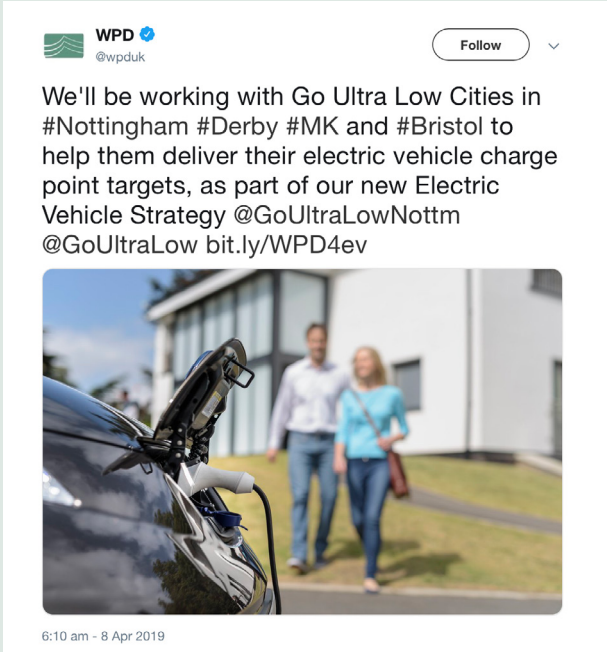 WPD
@wpduk
Follow
We'll be working with Go Ultra Low Cities in
#Nottingham #Derby #MK and #Bristol to
help them deliver their electric vehicle charge
point targets, as part of our new Electric
Vehicle Strategy @GoUltraLowNottm
@GoUltraLow bit.ly/WPD4ev
6:10 am - 8 Apr 2019